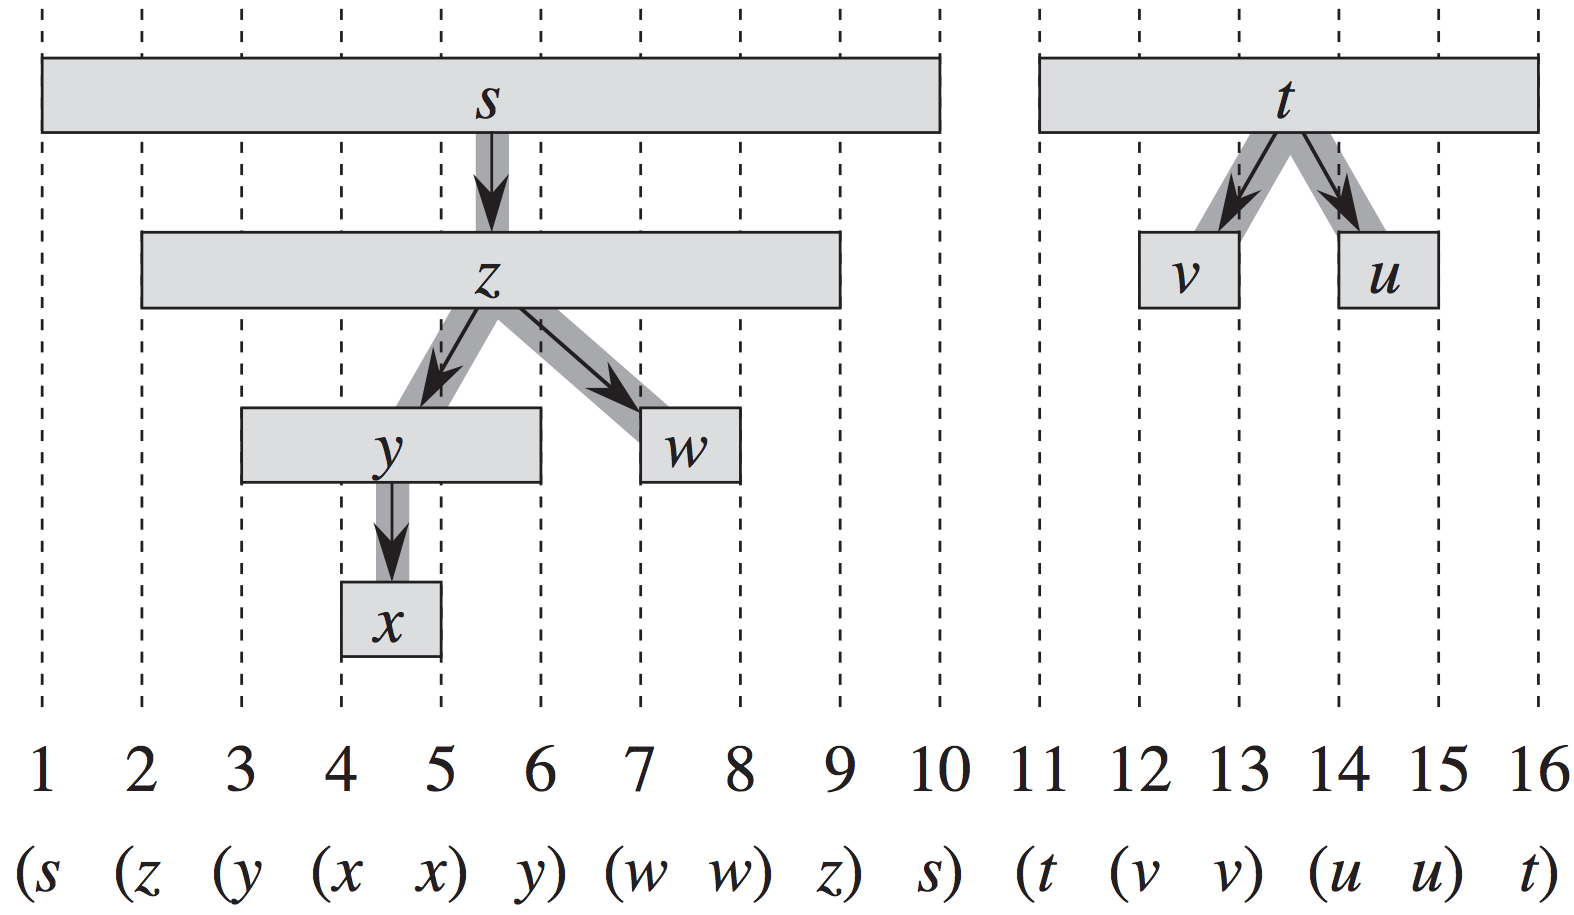 s t
z v u
y w
x
1 2 3 4 5 6 7 8 9 10 11 12 13 14 15 16
(s (z (y (x x) y) (w w) z) s) (t (v v) (u u) t)